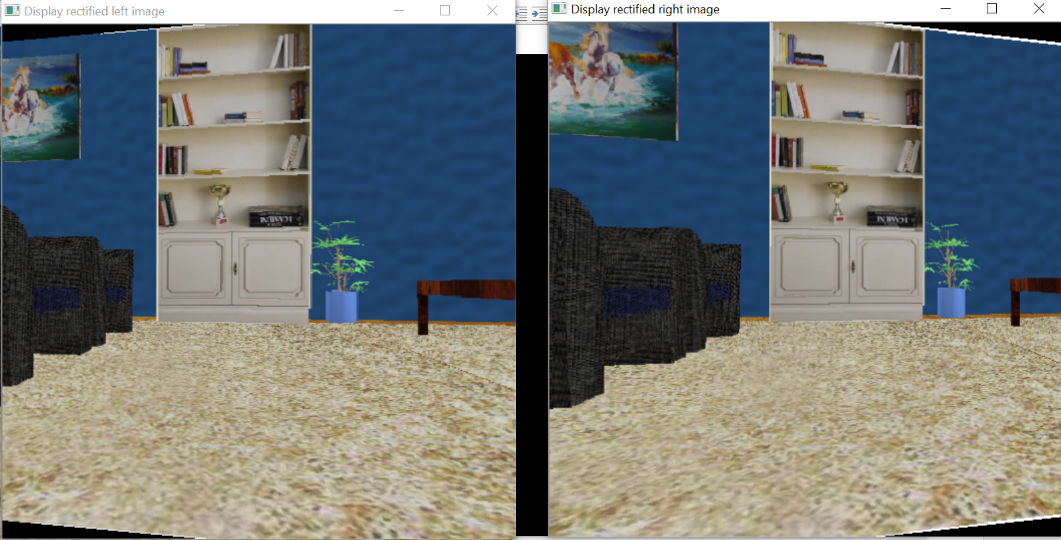 Display rectified left image
Display rectified right image